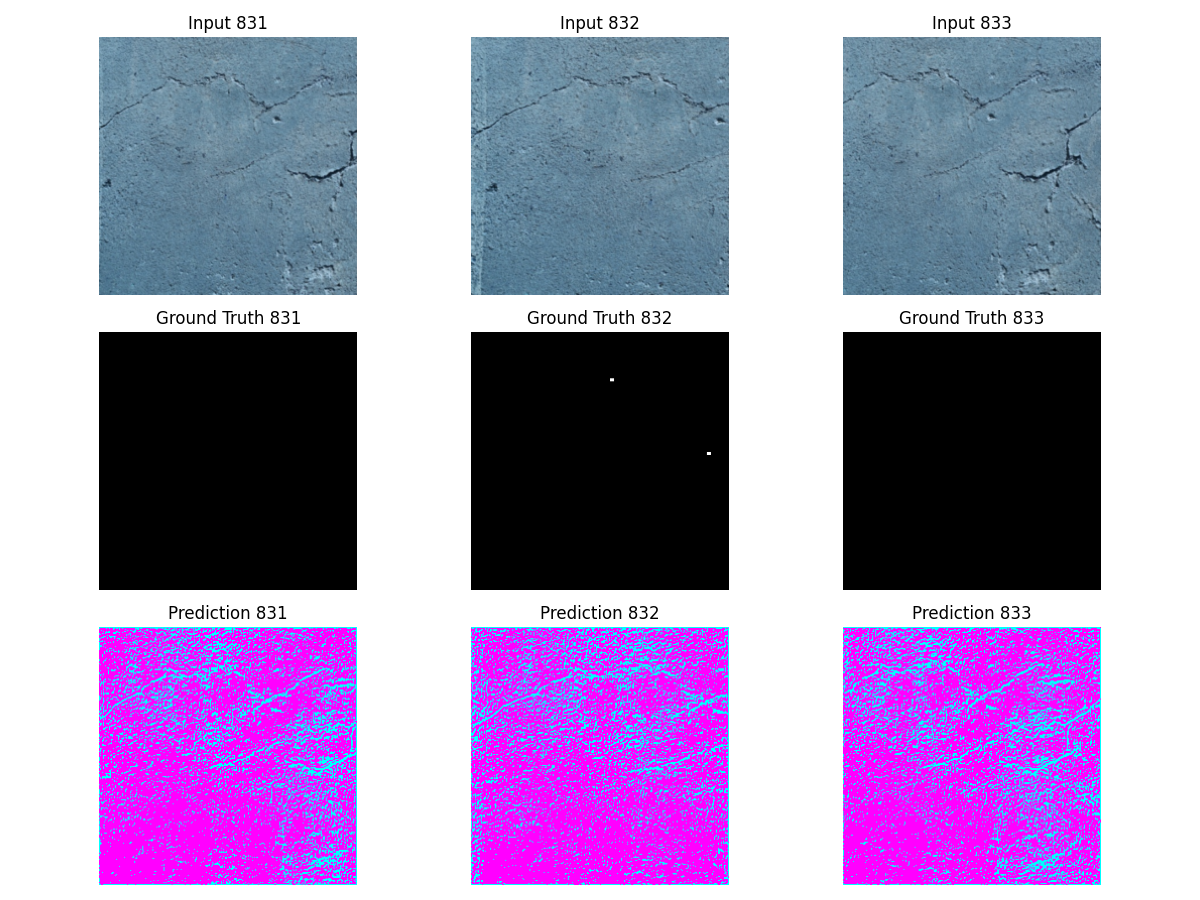 Input 831
Input 832
Input 833
Ground Truth 831
Ground Truth 832
Ground Truth 833
Prediction 831
Prediction 832
Prediction 833